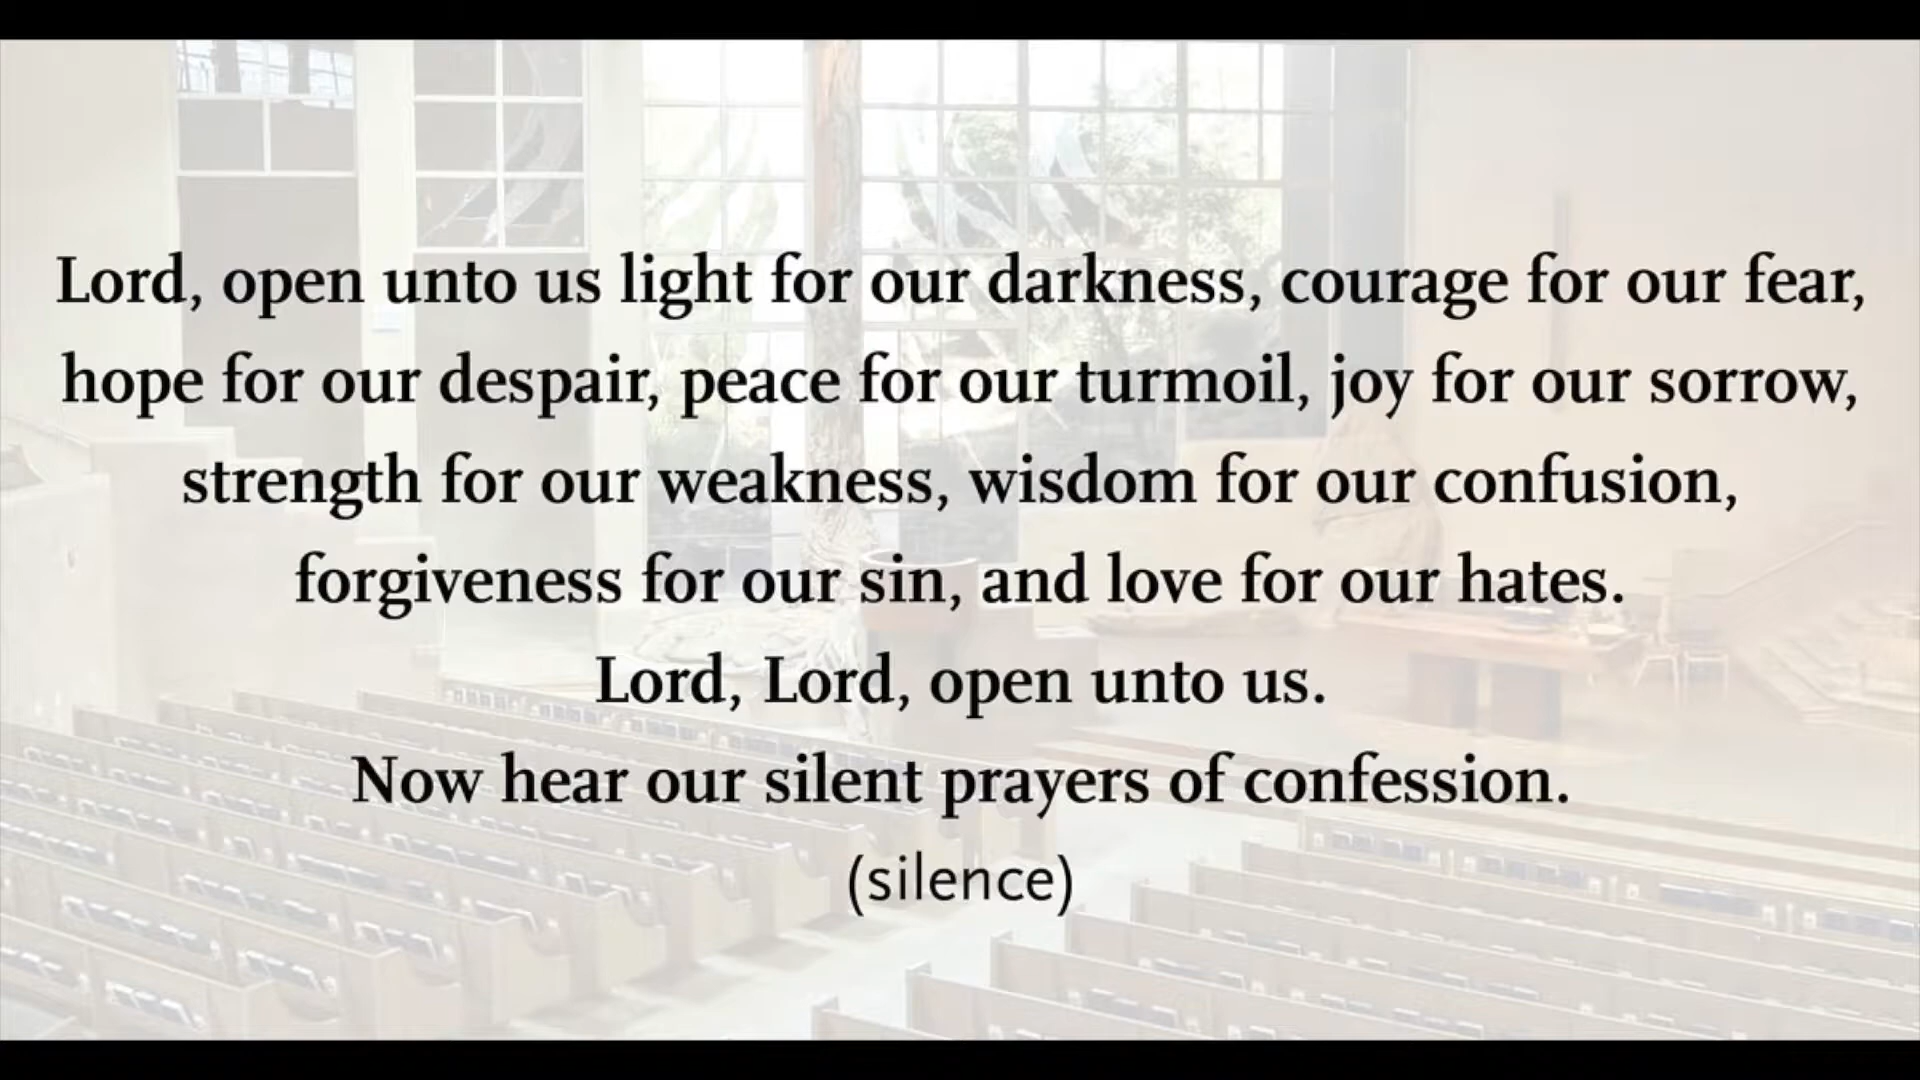 Lord, open unto us light for our darkness, courage for our fear,
hope for our despair, peace for our turmoil, joy for our sorrow,
strength for our weakness, wisdom for our confusion,
forgiveness for our sin, and love for our hates.
Lord, Lord, open unto us.
Now hear our silent prayers of confession.
(silence)